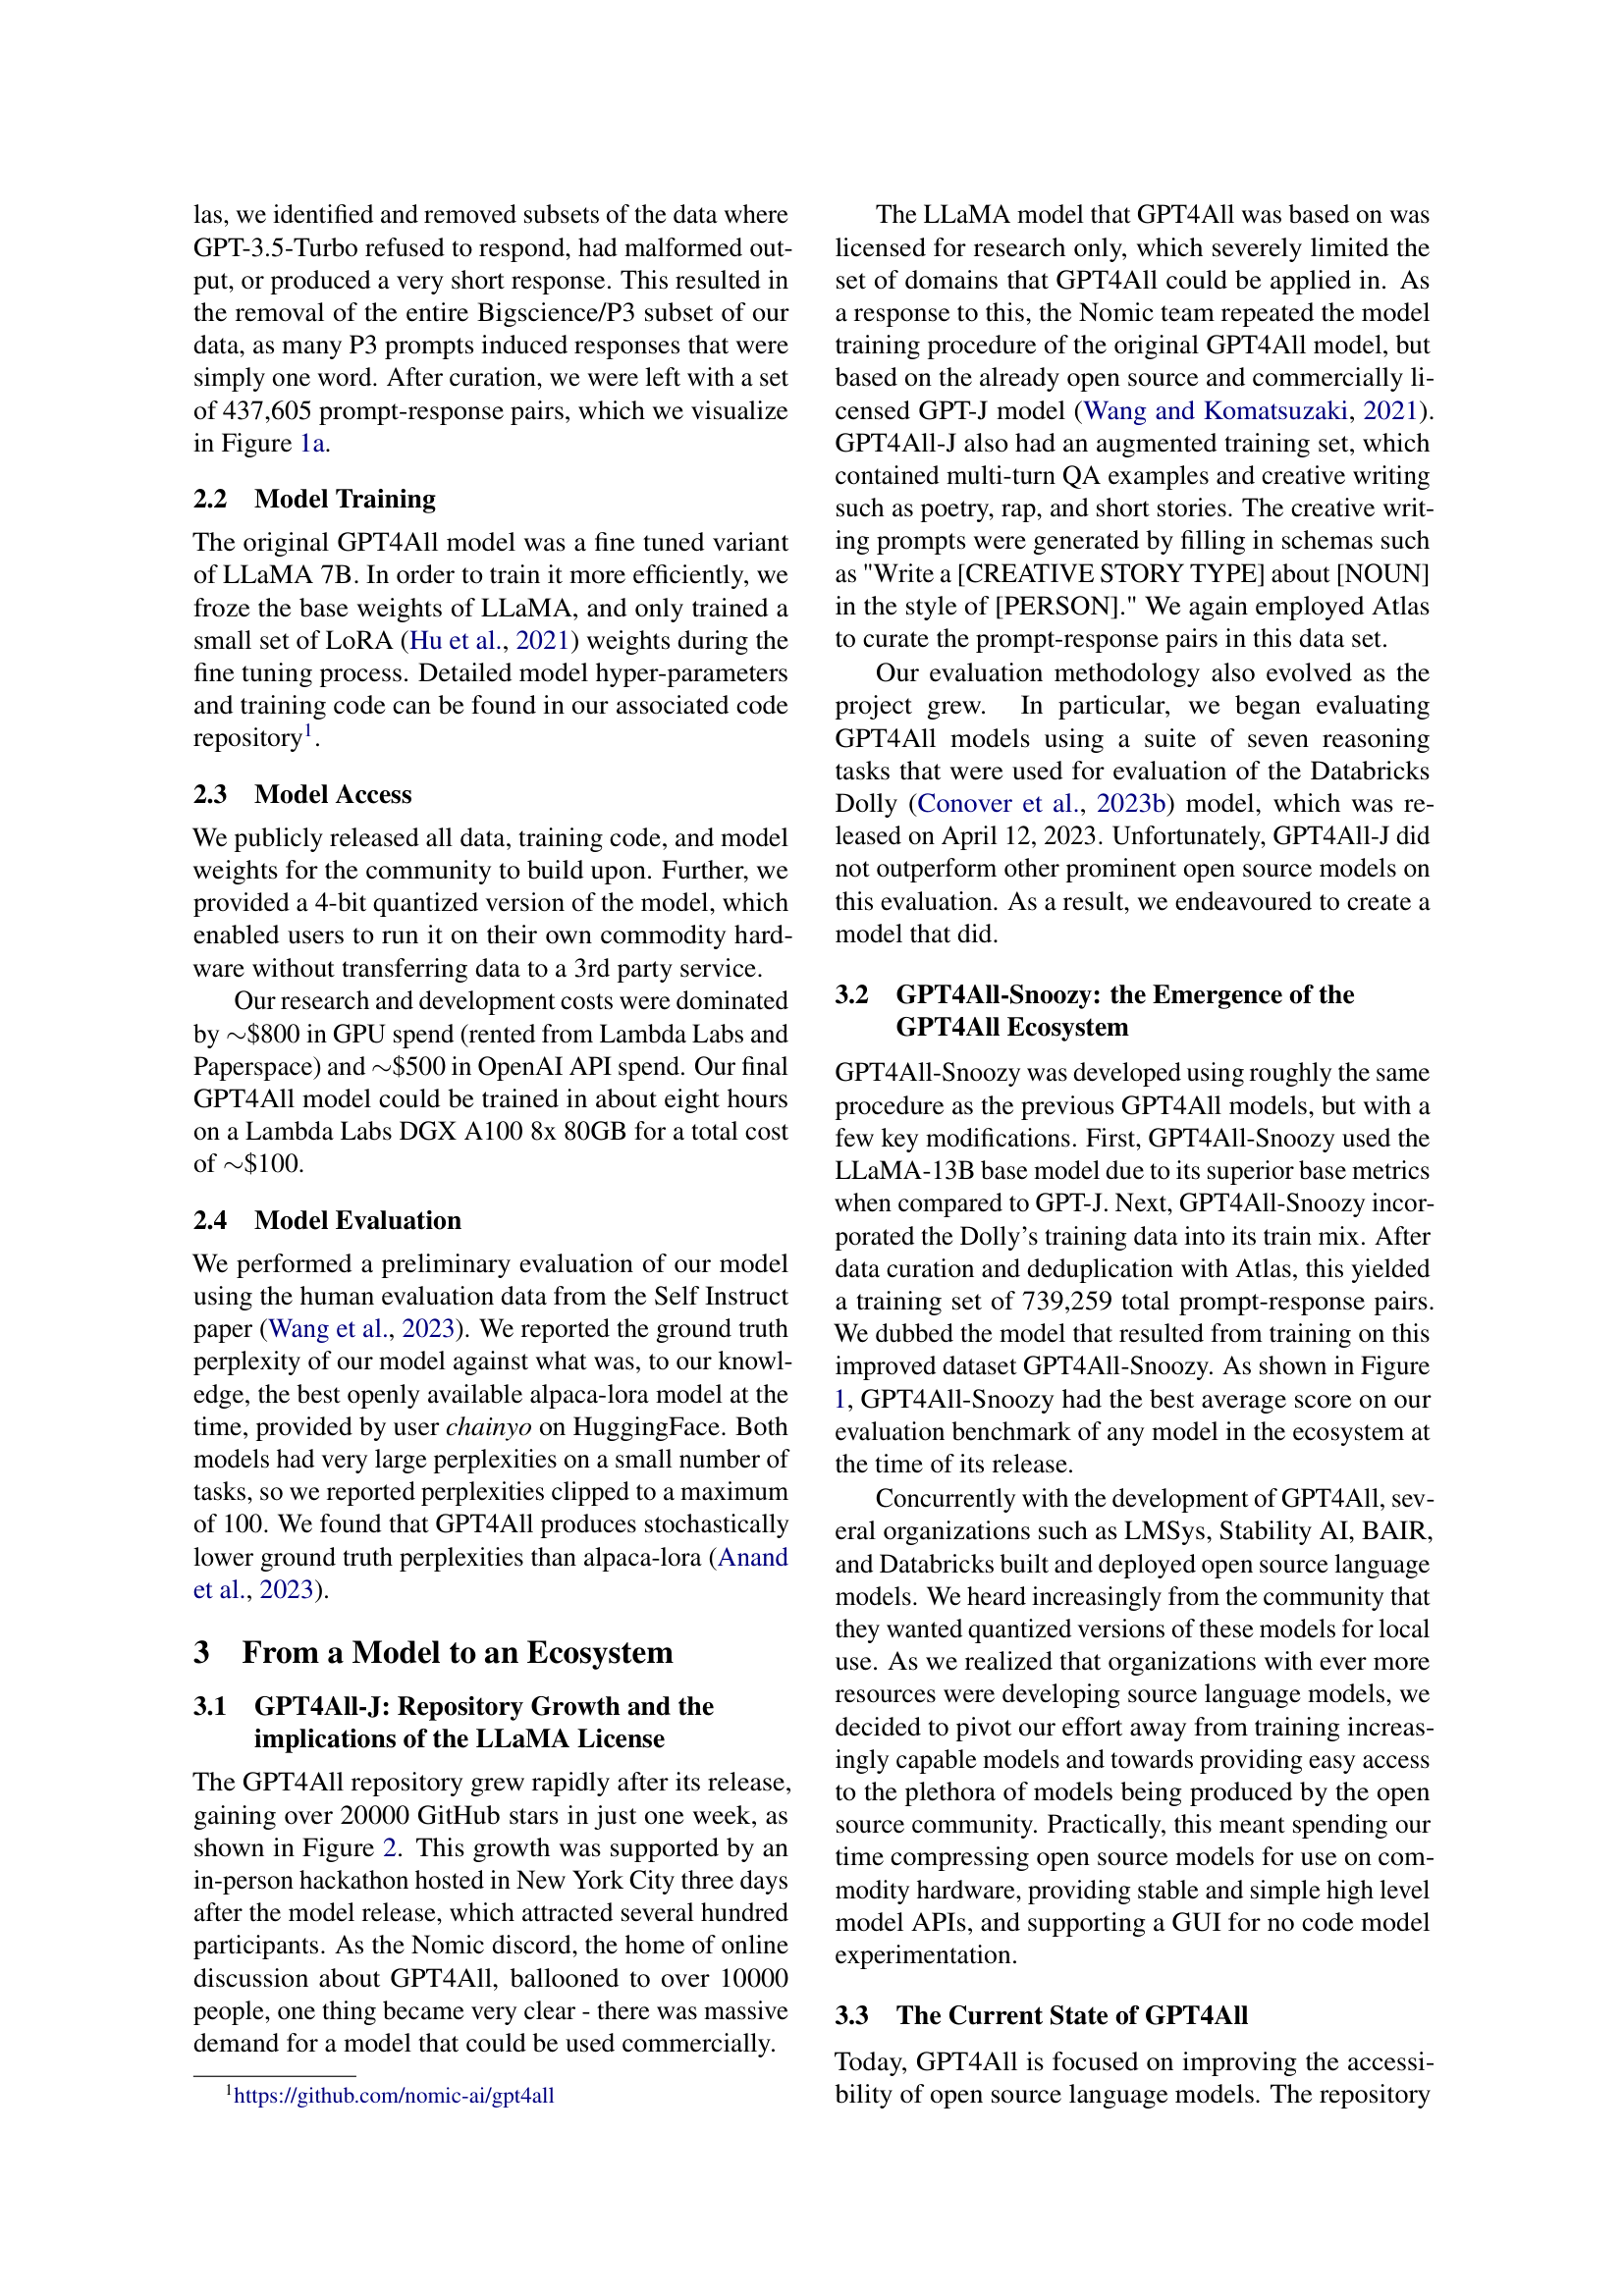 las, we identified and removed subsets of the data where
GPT-3.5-Turbo refused to respond, had malformed out-
put, or produced a very short response. This resulted in
the removal of the entire Bigscience/P3 subset of our
data, as many P3 prompts induced responses that were
simply one word. After curation, we were left with a set
of 437,605 prompt-response pairs, which we visualize
in Figure 1a.
2.2 Model Training
The original GPT4All model was a fine tuned variant
of LLaMA 7B. In order to train it more efficiently, we
froze the base weights of LLaMA, and only trained a
small set of LoRA (Hu et al., 2021) weights during the
fine tuning process. Detailed model hyper-parameters
and training code can be found in our associated code
repository1.
2.3 Model Access
We publicly released all data, training code, and model
weights for the community to build upon. Further, we
provided a 4-bit quantized version of the model, which
enabled users to run it on their own commodity hard-
ware without transferring data to a 3rd party service.
Our research and development costs were dominated
by ∼$800 in GPU spend (rented from Lambda Labs and
Paperspace) and ∼$500 in OpenAI API spend. Our final
GPT4All model could be trained in about eight hours
on a Lambda Labs DGX A100 8x 80GB for a total cost
of ∼$100.
2.4 Model Evaluation
We performed a preliminary evaluation of our model
using the human evaluation data from the Self Instruct
paper (Wang et al., 2023). We reported the ground truth
perplexity of our model against what was, to our knowl-
edge, the best openly available alpaca-lora model at the
time, provided by user chainyo on HuggingFace. Both
models had very large perplexities on a small number of
tasks, so we reported perplexities clipped to a maximum
of 100. We found that GPT4All produces stochastically
lower ground truth perplexities than alpaca-lora (Anand
et al., 2023).
3 From a Model to an Ecosystem
3.1 GPT4All-J: Repository Growth and the
implications of the LLaMA License
The GPT4All repository grew rapidly after its release,
gaining over 20000 GitHub stars in just one week, as
shown in Figure 2. This growth was supported by an
in-person hackathon hosted in New York City three days
after the model release, which attracted several hundred
participants. As the Nomic discord, the home of online
discussion about GPT4All, ballooned to over 10000
people, one thing became very clear - there was massive
demand for a model that could be used commercially.
1https://github.com/nomic-ai/gpt4all
The LLaMA model that GPT4All was based on was
licensed for research only, which severely limited the
set of domains that GPT4All could be applied in. As
a response to this, the Nomic team repeated the model
training procedure of the original GPT4All model, but
based on the already open source and commercially li-
censed GPT-J model (Wang and Komatsuzaki, 2021).
GPT4All-J also had an augmented training set, which
contained multi-turn QA examples and creative writing
such as poetry, rap, and short stories. The creative writ-
ing prompts were generated by filling in schemas such
as "Write a [CREATIVE STORY TYPE] about [NOUN]
in the style of [PERSON]." We again employed Atlas
to curate the prompt-response pairs in this data set.
Our evaluation methodology also evolved as the
project grew. In particular, we began evaluating
GPT4All models using a suite of seven reasoning
tasks that were used for evaluation of the Databricks
Dolly (Conover et al., 2023b) model, which was re-
leased on April 12, 2023. Unfortunately, GPT4All-J did
not outperform other prominent open source models on
this evaluation. As a result, we endeavoured to create a
model that did.
3.2 GPT4All-Snoozy: the Emergence of the
GPT4All Ecosystem
GPT4All-Snoozy was developed using roughly the same
procedure as the previous GPT4All models, but with a
few key modifications. First, GPT4All-Snoozy used the
LLaMA-13B base model due to its superior base metrics
when compared to GPT-J. Next, GPT4All-Snoozy incor-
porated the Dolly's training data into its train mix. After
data curation and deduplication with Atlas, this yielded
a training set of 739,259 total prompt-response pairs.
We dubbed the model that resulted from training on this
improved dataset GPT4All-Snoozy. As shown in Figure
1, GPT4All-Snoozy had the best average score on our
evaluation benchmark of any model in the ecosystem at
the time of its release.
Concurrently with the development of GPT4All, sev-
eral organizations such as LMSys, Stability AI, BAIR,
and Databricks built and deployed open source language
models. We heard increasingly from the community that
they wanted quantized versions of these models for local
use. As we realized that organizations with ever more
resources were developing source language models, we
decided to pivot our effort away from training increas-
ingly capable models and towards providing easy access
to the plethora of models being produced by the open
source community. Practically, this meant spending our
time compressing open source models for use on com-
modity hardware, providing stable and simple high level
model APIs, and supporting a GUI for no code model
experimentation.
3.3 The Current State of GPT4All
Today, GPT4All is focused on improving the accessi-
bility of open source language models. The repository